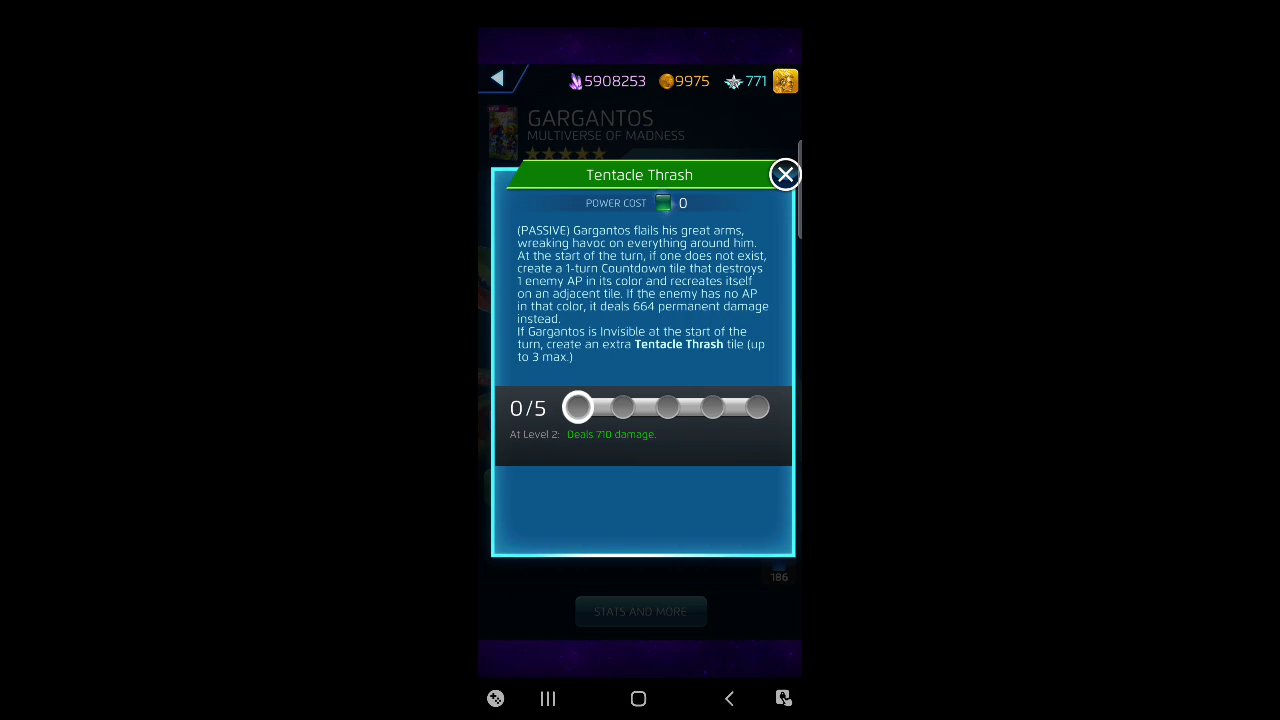 5908253 9975 771
GARGANTOS
MULTIVERSE OF MADNESS
Tentacle Thrash
POWER COST 0
(PASSIVE) Gargantos flails his great arms,
wreaking havoc on everything around him.
At the start of the turn, if one does not exist,
create a 1-turn Countdown tile that destroys
1 enemy AP in its color and recreates itself
on an adjacent tile. If the enemy has no AP
in that color, it deals 664 permanent damage
instead.
If Gargantos is Invisible at the start of the
turn, create an extra Tentacle Thrash tile (up
to 3 max.)
0/5
At Level 2: Deals 710 damage.
186
STATS AND MORE